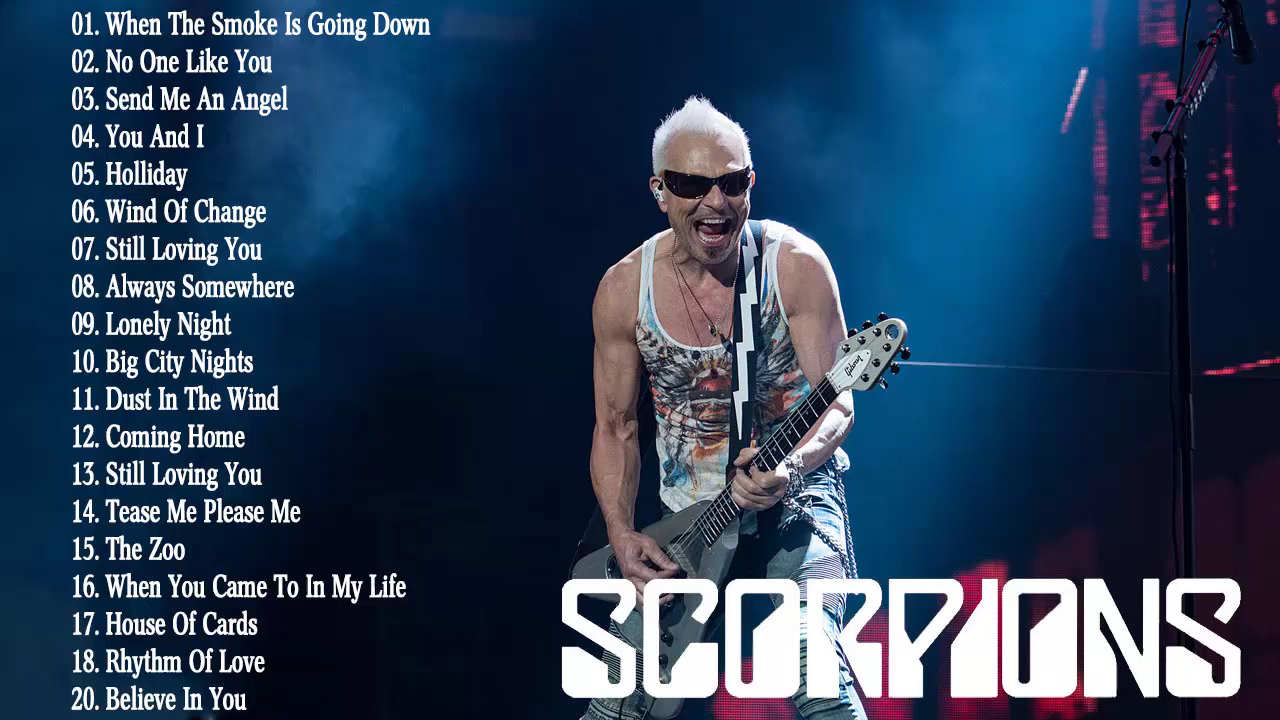 01. When The Smoke Is Going Down
02. No One Like You
03. Send Me An Angel
04. You And I
05. Holliday
06. Wind Of Change
07. Still Loving You
08. Always Somewhere
09. Lonely Night
10. Big City Nights
11. Dust In The Wind
12. Coming Home
13. Still Loving You
14. Tease Me Please Me
15. The Zoo
16. When You Came To In My Life
17. House Of Cards
18. Rhythm Of Love
20. Believe In You
Gibson
SCORPIONS